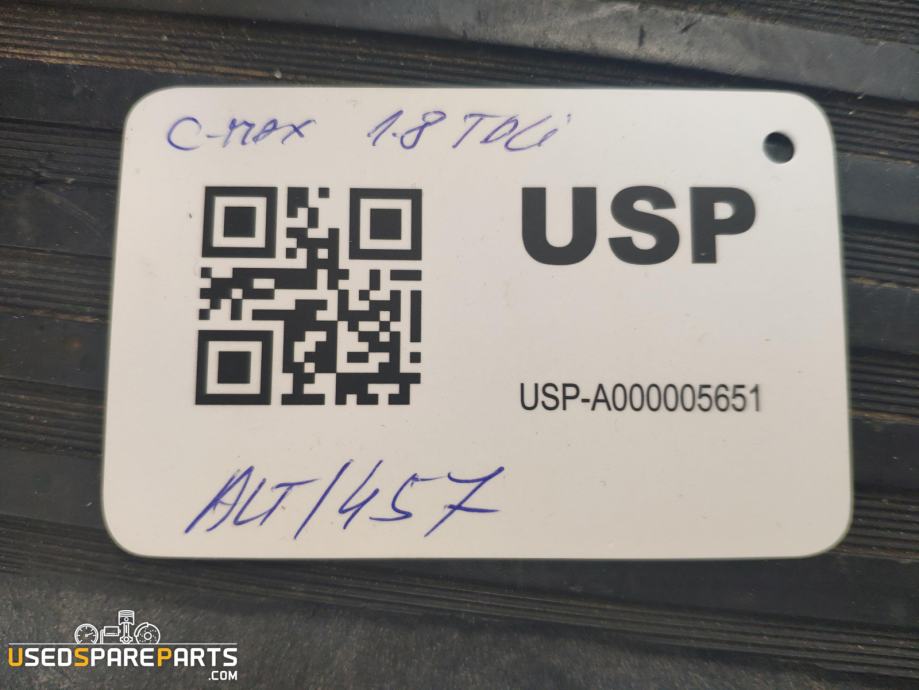 C-MAX 1.8 TDCi
USP
USP-A000005651
ALT/457
USEDSPAREPARTS
.COM